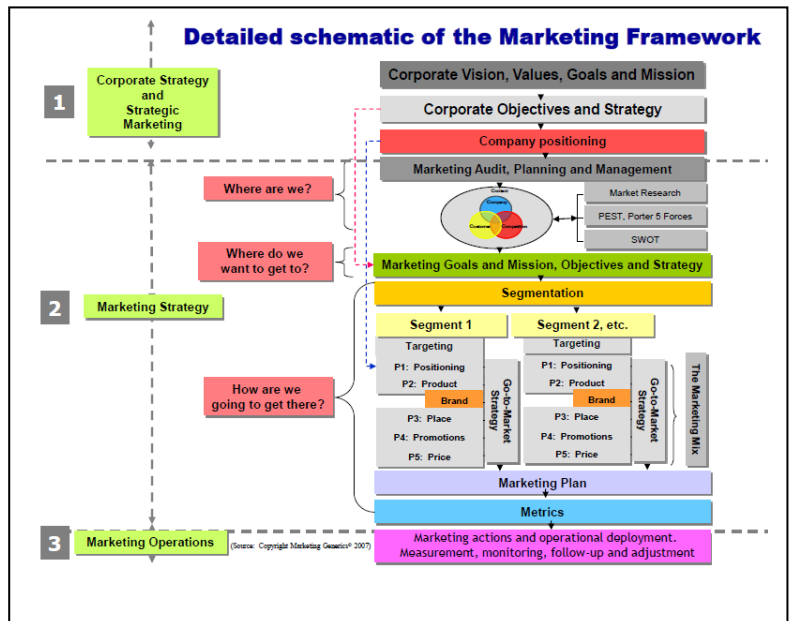 Detailed schematic of the Marketing Framework
1
Corporate Strategy
and
Strategic
Marketing
Corporate Vision, Values, Goals and Mission
Corporate Objectives and Strategy
Company positioning
Marketing Audit, Planning and Management
Where are we?
Context
Company
Customer
Competition
Market Research
PEST, Porter 5 Forces
SWOT
Where do we
want to get to?
Marketing Goals and Mission, Objectives and Strategy
2
Marketing Strategy
Segmentation
Segment 1
Segment 2, etc.
How are we
going to get there?
Targeting
P1: Positioning
P2: Product
Brand
P3: Place
P4: Promotions
P5: Price
Go-to-Market
Strategy
Targeting
P1: Positioning
P2: Product
Brand
P3: Place
P4: Promotions
P5: Price
Go-to-Market
Strategy
The Marketing Mix
Marketing Plan
Metrics
3
Marketing Operations
(Source: Copyright Marketing Generics® 2007)
Marketing actions and operational deployment.
Measurement, monitoring, follow-up and adjustment